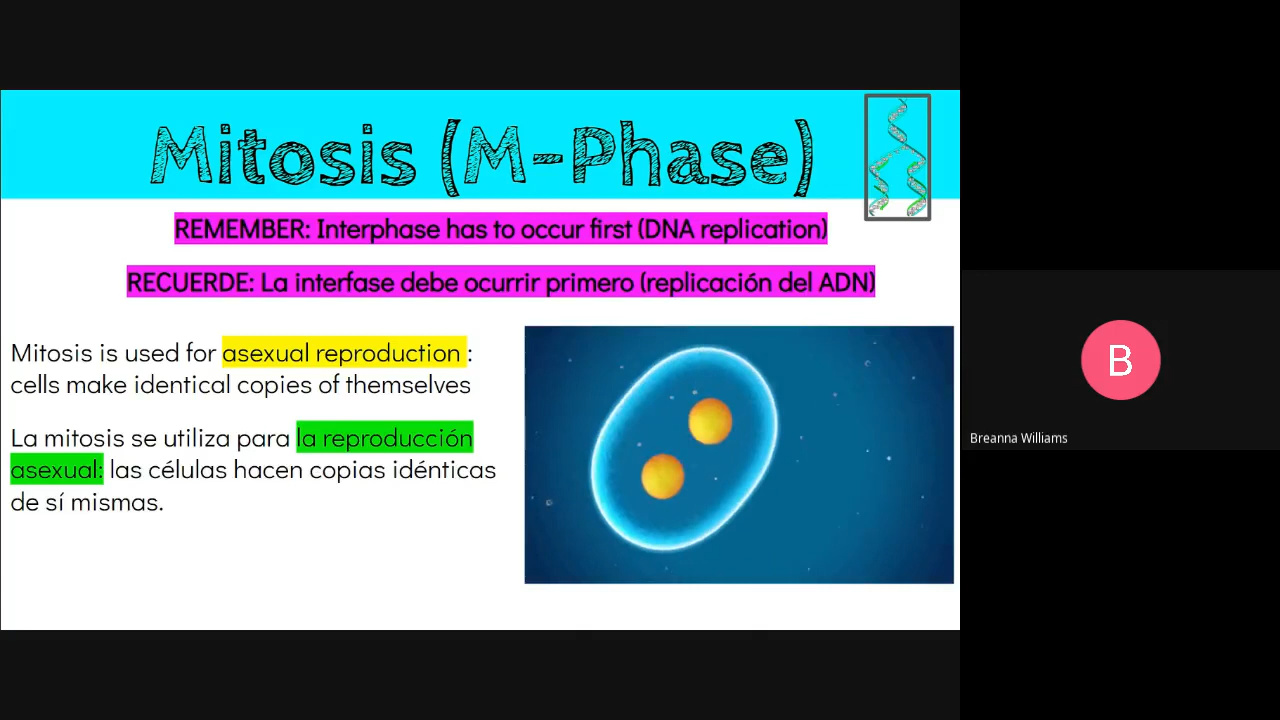 Mitosis (M-Phase)
REMEMBER: Interphase has to occur first (DNA replication)
RECUERDE: La interfase debe ocurrir primero (replicación del ADN)
Mitosis is used for asexual reproduction :
cells make identical copies of themselves
La mitosis se utiliza para la reproducción
asexual: las células hacen copias idénticas
de sí mismas.
B
Breanna Williams